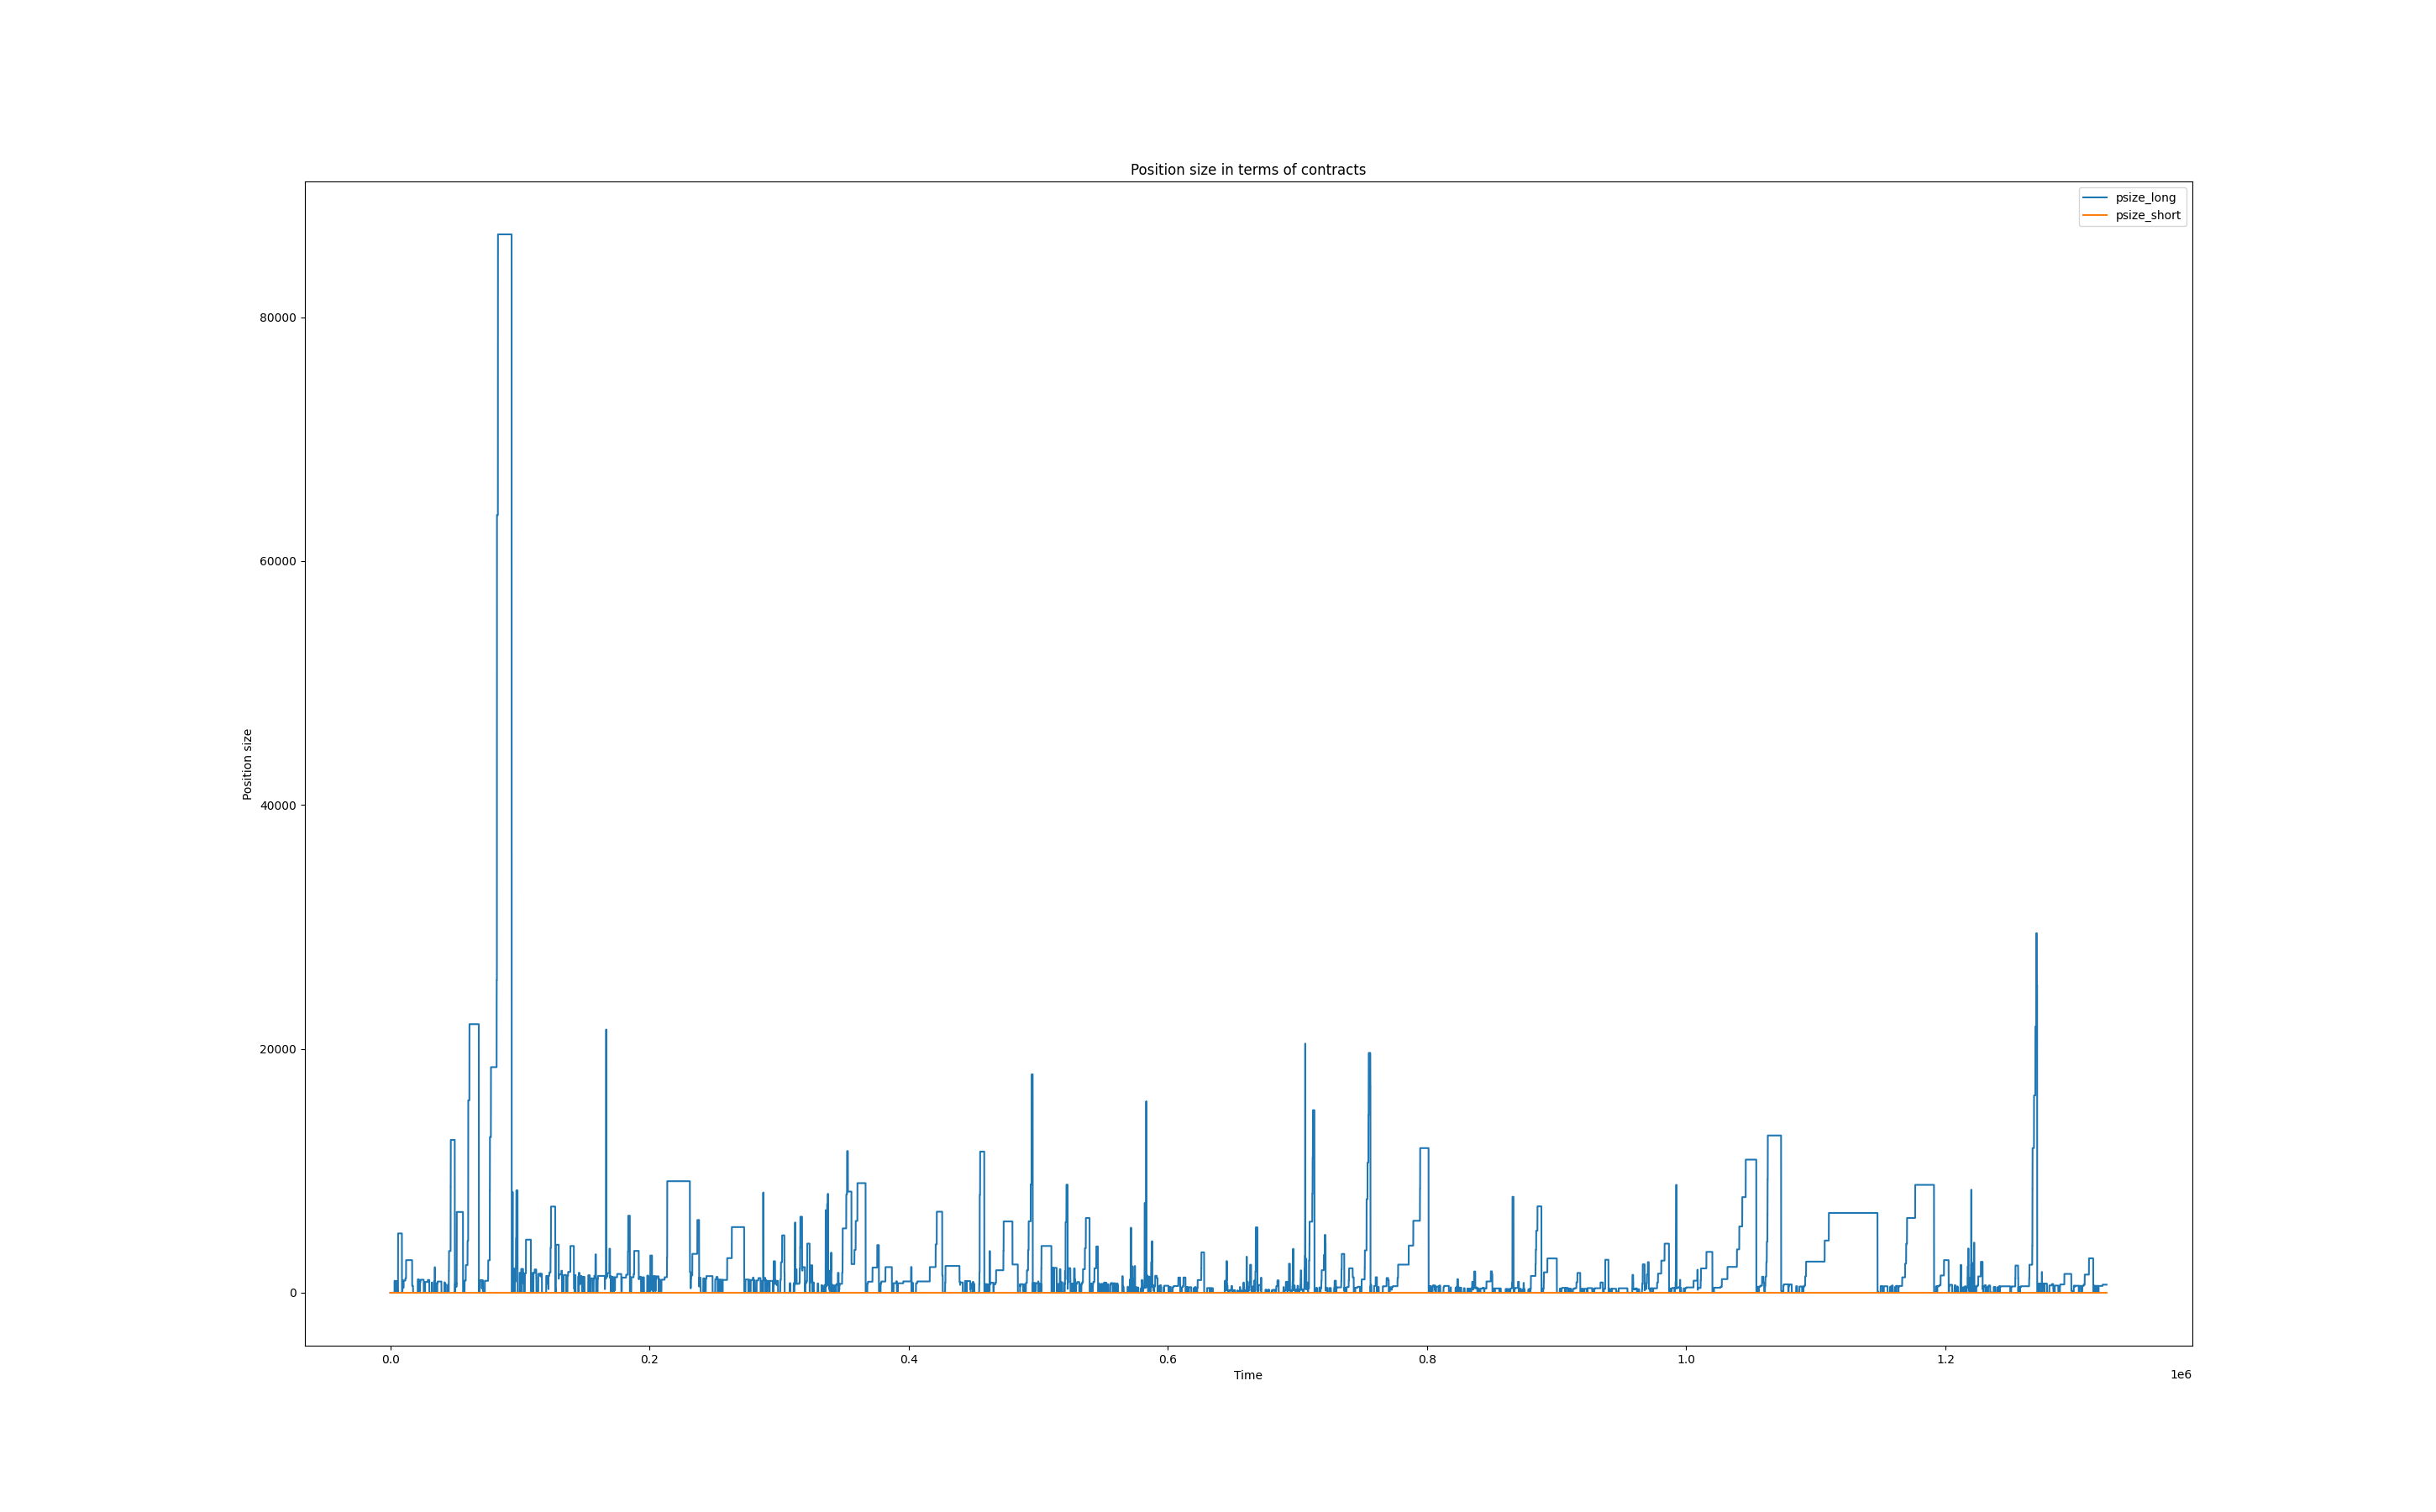 Position size in terms of contracts
psize_long
psize_short
80000
60000
40000
20000
0
Position size
0.0
0.2
0.4
0.6
0.8
1.0
1.2
Time
1e6